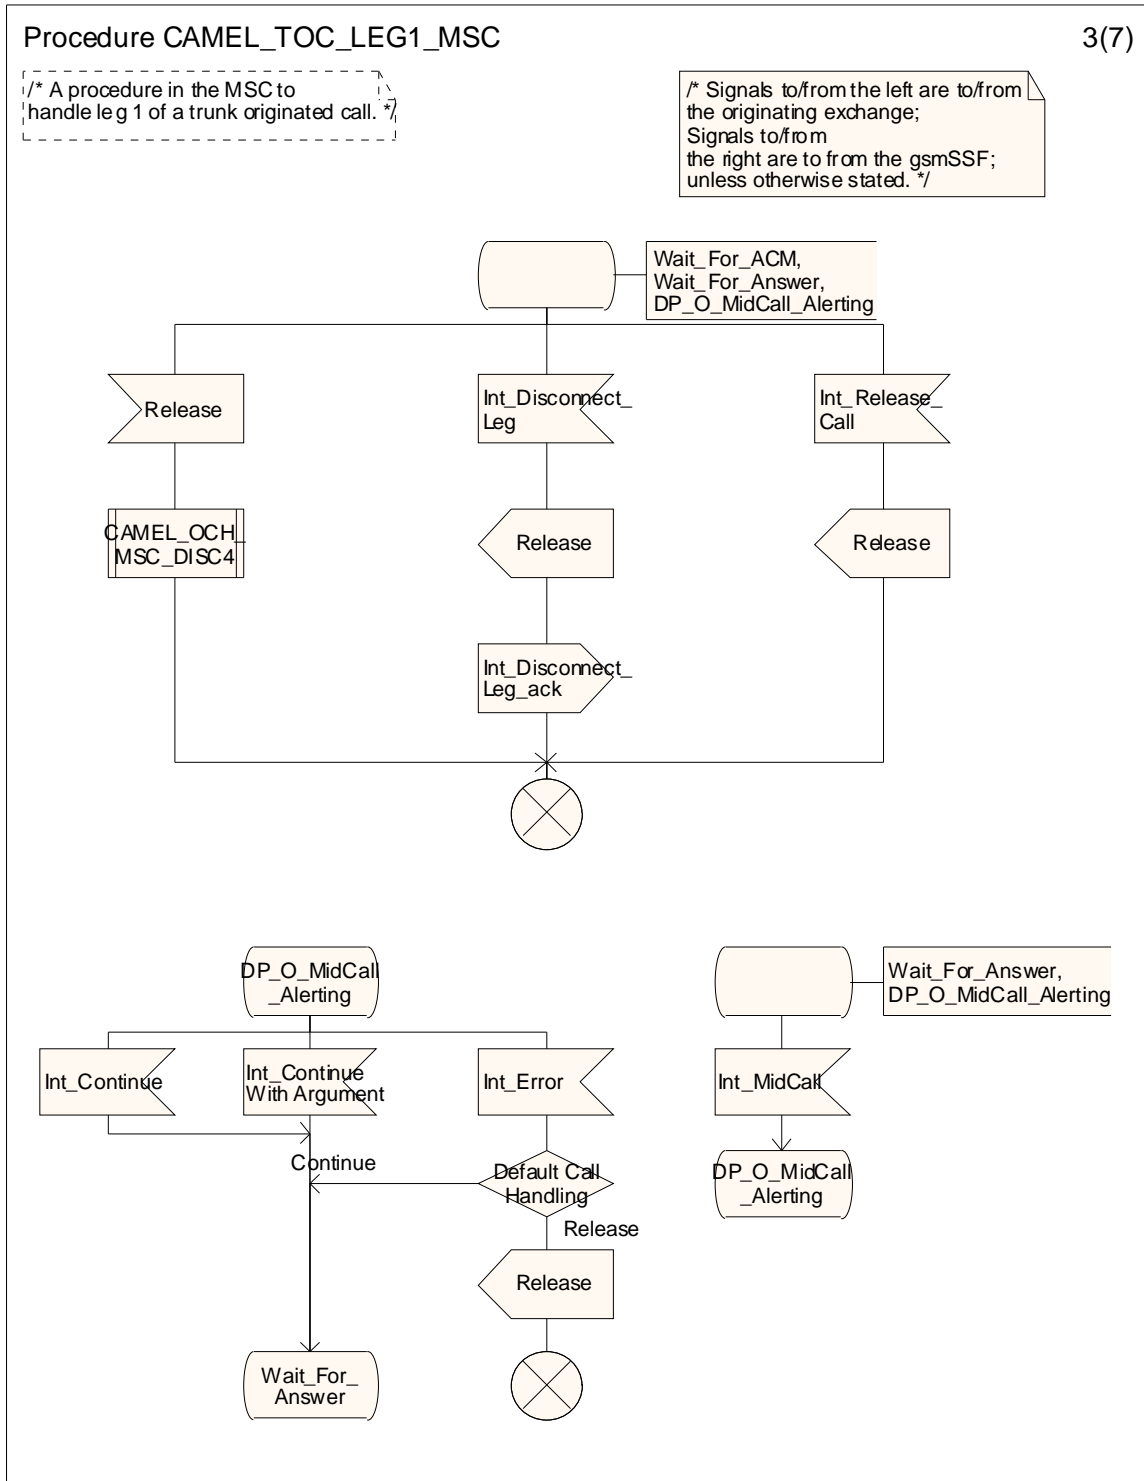 Procedure CAMEL_TOC_LEG1_MSC
3(7)
/* A procedure in the MSC to
handle leg 1 of a trunk originated call. */
/* Signals to/from the left are to/from
the originating exchange;
Signals to/from
the right are to from the gsmSSF;
unless otherwise stated. */
Wait_For_ACM,
Wait_For_Answer,
DP_O_MidCall_Alerting
Release
Int_Disconnect_
Leg
Int_Release_
Call
CAMEL_OCH_
MSC_DISC4
Release
Release
Int_Disconnect_
Leg_ack
DP_O_MidCall
_Alerting
Wait_For_Answer,
DP_O_MidCall_Alerting
Int_Continue
Int_Continue
With Argument
Int_Error
Int_MidCall
Continue
Default Call
Handling
DP_O_MidCall
_Alerting
Release
Release
Wait_For_
Answer